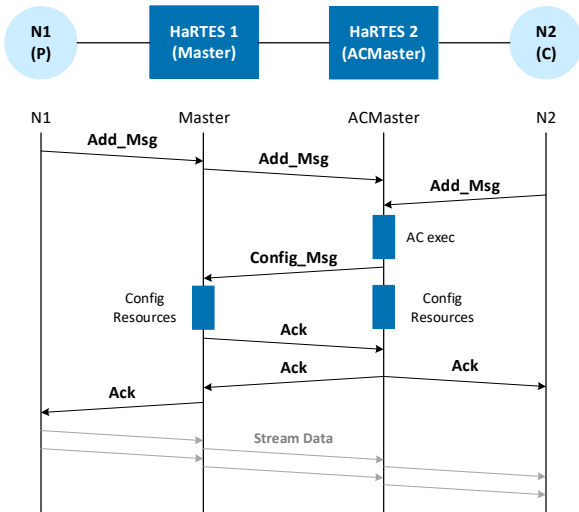 N1
(P)
HaRTES 1
(Master)
HaRTES 2
(ACMaster)
N2
(C)
N1
Master
ACMaster
N2
Add_Msg
Add_Msg
Add_Msg
AC exec
Config_Msg
Config
Resources
Config
Resources
Ack
Ack
Ack
Ack
Stream Data